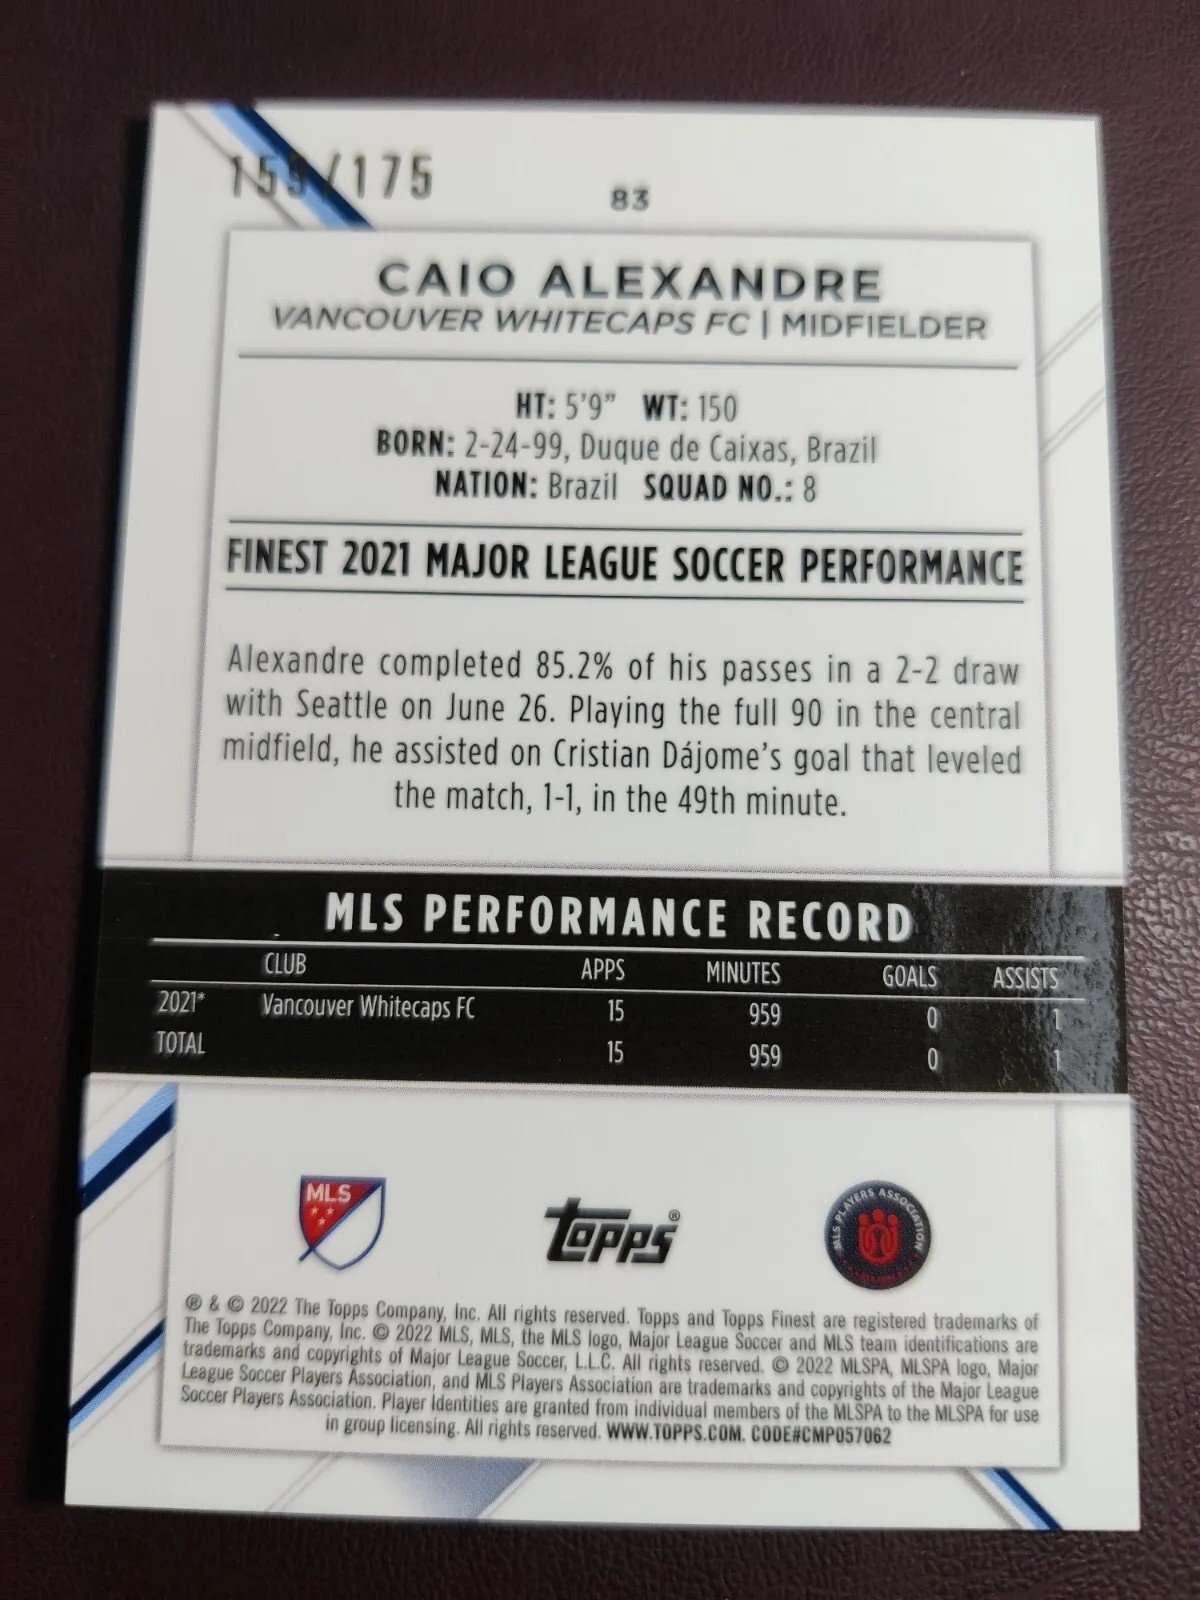 /175
83
CAIO ALEXANDRE
VANCOUVER WHITECAPS FC | MIDFIELDER
HT: 5'9" WT: 150
BORN: 2-24-99, Duque de Caixas, Brazil
NATION: Brazil SQUAD NO.: 8
FINEST 2021 MAJOR LEAGUE SOCCER PERFORMANCE
Alexandre completed 85.2% of his passes in a 2-2 draw
with Seattle on June 26. Playing the full 90 in the central
midfield, he assisted on Cristian Dájome's goal that leveled
the match, 1-1, in the 49th minute.
MLS PERFORMANCE RECORD
CLUB APPS MINUTES GOALS ASSISTS
2021* Vancouver Whitecaps FC 15 959 0 1
TOTAL 15 959 0 1
MLS
Topps®
MLS PLAYERS ASSOCIATION
® & © 2022 The Topps Company, Inc. All rights reserved. Topps and Topps Finest are registered trademarks of
The Topps Company, Inc. © 2022 MLS, MLS, the MLS logo, Major League Soccer and MLS team identifications are
trademarks and copyrights of Major League Soccer, L.L.C. All rights reserved. © 2022 MLSPA, MLSPA logo, Major
League Soccer Players Association, and MLS Players Association are trademarks and copyrights of the Major League
Soccer Players Association. Player Identities are granted from individual members of the MLSPA to the MLSPA for use
in group licensing. All rights reserved. WWW.TOPPS.COM. CODE#CMP057062